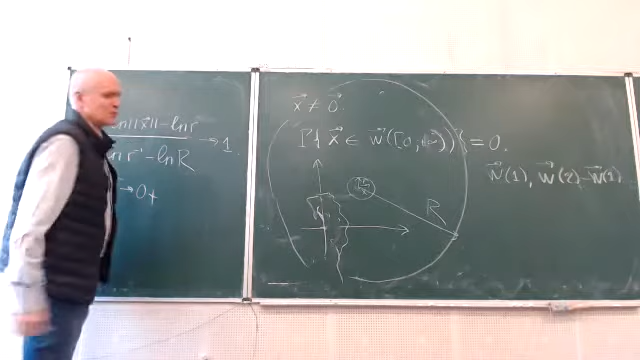 ln||x⃗|| - ln r
ln r - ln R
→ 1
→ 0+
x⃗ ≠ 0⃗.
P{ x⃗ ∈ w⃗([0,∞)) } = 0.
w⃗(1), w⃗(2) - w⃗(1)
R